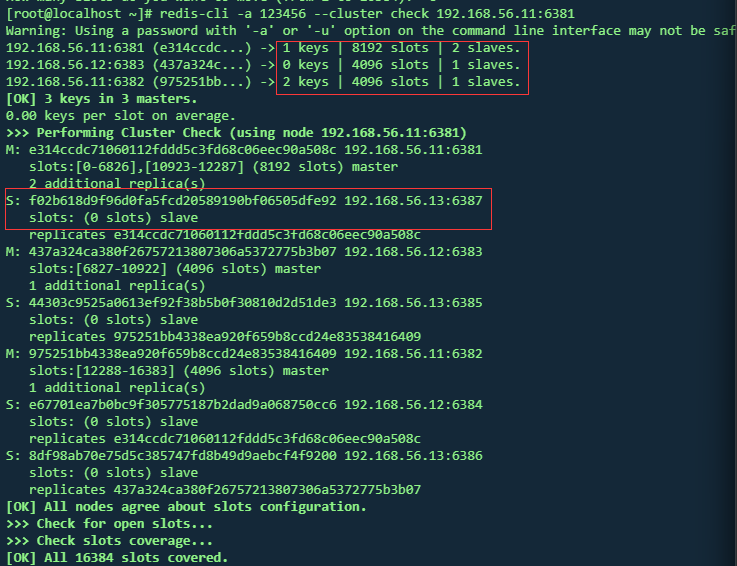 [root@localhost ~]# redis-cli -a 123456 --cluster check 192.168.56.11:6381
Warning: Using a password with '-a' or '-u' option on the command line interface may not be saf
192.168.56.11:6381 (e314ccdc...) -> 1 keys | 8192 slots | 2 slaves.
192.168.56.12:6383 (437a324c...) -> 0 keys | 4096 slots | 1 slaves.
192.168.56.11:6382 (975251bb...) -> 2 keys | 4096 slots | 1 slaves.
[OK] 3 keys in 3 masters.
0.00 keys per slot on average.
>>> Performing Cluster Check (using node 192.168.56.11:6381)
M: e314ccdc71060112fddd5c3fd68c06eec90a508c 192.168.56.11:6381
   slots:[0-6826],[10923-12287] (8192 slots) master
   2 additional replica(s)
S: f02b618d9f96d0fa5fcd20589190bf06505dfe92 192.168.56.13:6387
   slots: (0 slots) slave
   replicates e314ccdc71060112fddd5c3fd68c06eec90a508c
M: 437a324ca380f26757213807306a5372775b3b07 192.168.56.12:6383
   slots:[6827-10922] (4096 slots) master
   1 additional replica(s)
S: 44303c9525a0613ef92f38b5b0f30810d2d51de3 192.168.56.13:6385
   slots: (0 slots) slave
   replicates 975251bb4338ea920f659b8ccd24e83538416409
M: 975251bb4338ea920f659b8ccd24e83538416409 192.168.56.11:6382
   slots:[12288-16383] (4096 slots) master
   1 additional replica(s)
S: e67701ea7b0bc9f305775187b2dad9a068750cc6 192.168.56.12:6384
   slots: (0 slots) slave
   replicates e314ccdc71060112fddd5c3fd68c06eec90a508c
S: 8df98ab70e75d5c385747fd8b49d9aebcf4f9200 192.168.56.13:6386
   slots: (0 slots) slave
   replicates 437a324ca380f26757213807306a5372775b3b07
[OK] All nodes agree about slots configuration.
>>> Check for open slots...
>>> Check slots coverage...
[OK] All 16384 slots covered.